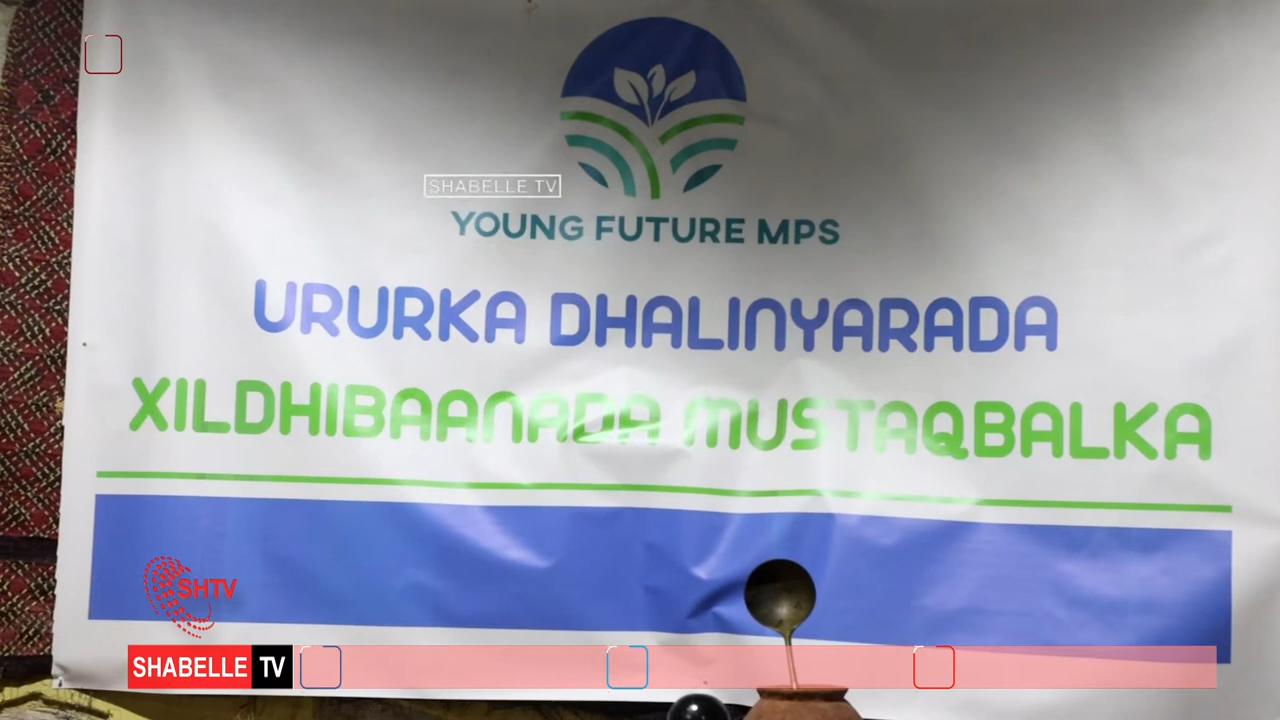 SHABELLE TV
YOUNG FUTURE MPS
URURKA DHALINYARADA
XILDHIBAANADA MUSTAQBALKA
SHTV
SHABELLE TV